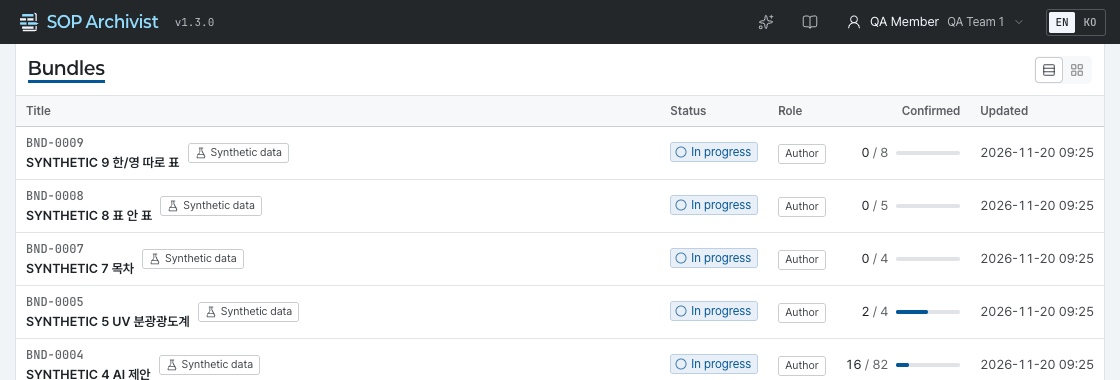 SOP Archivist v1.3.0 QA Member QA Team 1 EN KO
Bundles
Title Status Role Confirmed Updated
BND-0009
SYNTHETIC 9 한/영 따로 표 Synthetic data In progress Author 0 / 8 2026-11-20 09:25
BND-0008
SYNTHETIC 8 표 안 표 Synthetic data In progress Author 0 / 5 2026-11-20 09:25
BND-0007
SYNTHETIC 7 목차 Synthetic data In progress Author 0 / 4 2026-11-20 09:25
BND-0005
SYNTHETIC 5 UV 분광광도계 Synthetic data In progress Author 2 / 4 2026-11-20 09:25
BND-0004
SYNTHETIC 4 AI 제안 Synthetic data In progress Author 16 / 82 2026-11-20 09:25